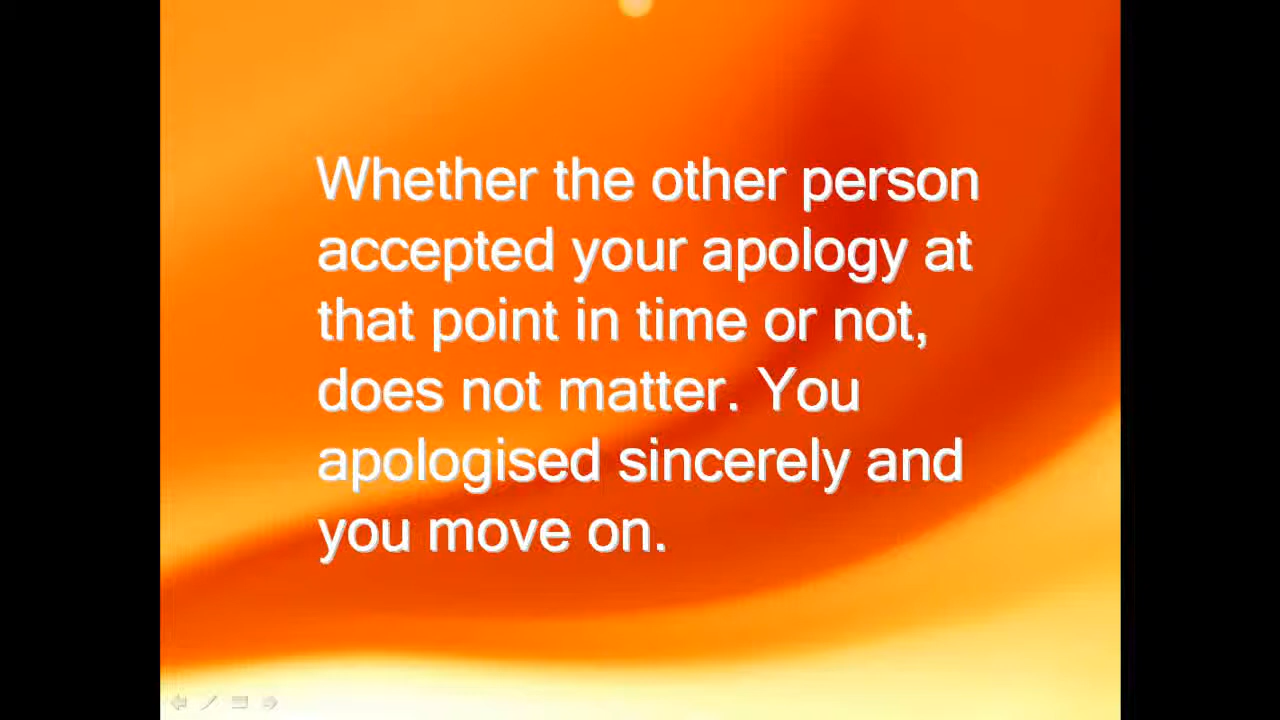 Whether the other person
accepted your apology at
that point in time or not,
does not matter. You
apologised sincerely and
you move on.